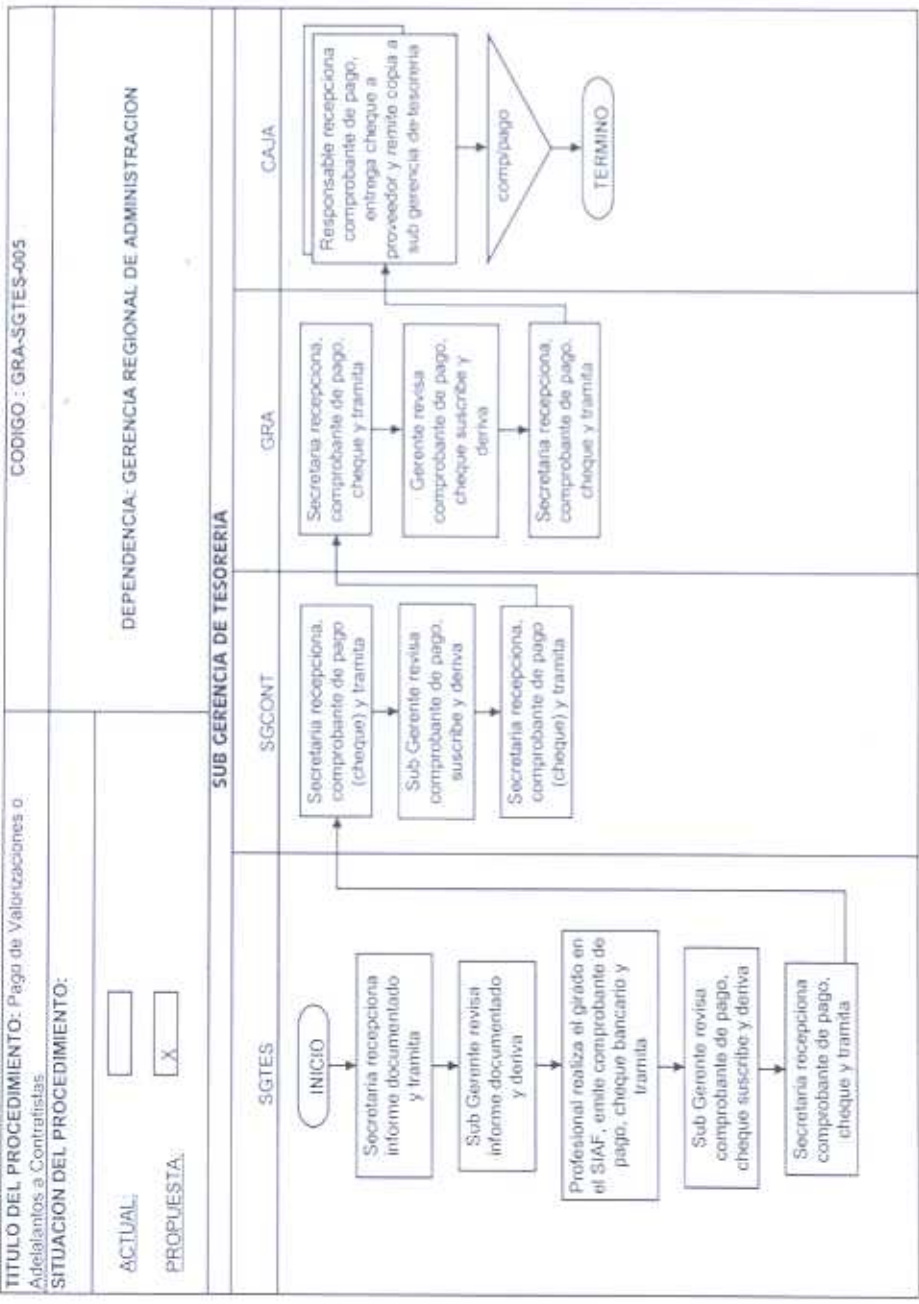 TITULO DEL PROCEDIMIENTO: Pago de Valorizaciones o
Adelalantos a Contratistas
CODIGO : GRA-SGTES-005
SITUACION DEL PROCEDIMIENTO:
ACTUAL:
PROPUESTA: X
DEPENDENCIA: GERENCIA REGIONAL DE ADMINISTRACION
SUB GERENCIA DE TESORERIA
SGTES
SGCONT
GRA
CAJA
INICIO
Secretaria recepciona
informe documentado
y tramita
Sub Gerente revisa
informe documentado
y deriva
Profesional realiza el girado en
el SIAF, emite comprobante de
pago, cheque bancario y
tramita
Sub Gerente revisa
comprobante de pago,
cheque suscribe y deriva
Secretaria recepciona
comprobante de pago,
cheque y tramita
Secretaria recepciona,
comprobante de pago
(cheque) y tramita
Sub Gerente revisa
comprobante de pago,
suscribe y deriva
Secretaria recepciona,
comprobante de pago
(cheque) y tramita
Secretaria recepciona,
comprobante de pago,
cheque y tramita
Gerente revisa
comprobante de pago,
cheque suscribe y
deriva
Secretaria recepciona,
comprobante de pago,
cheque y tramita
Responsable recepciona
comprobante de pago,
entrega cheque a
proveedor y remite copia a
sub gerencia de tesoreria
comp/pago
TERMINO